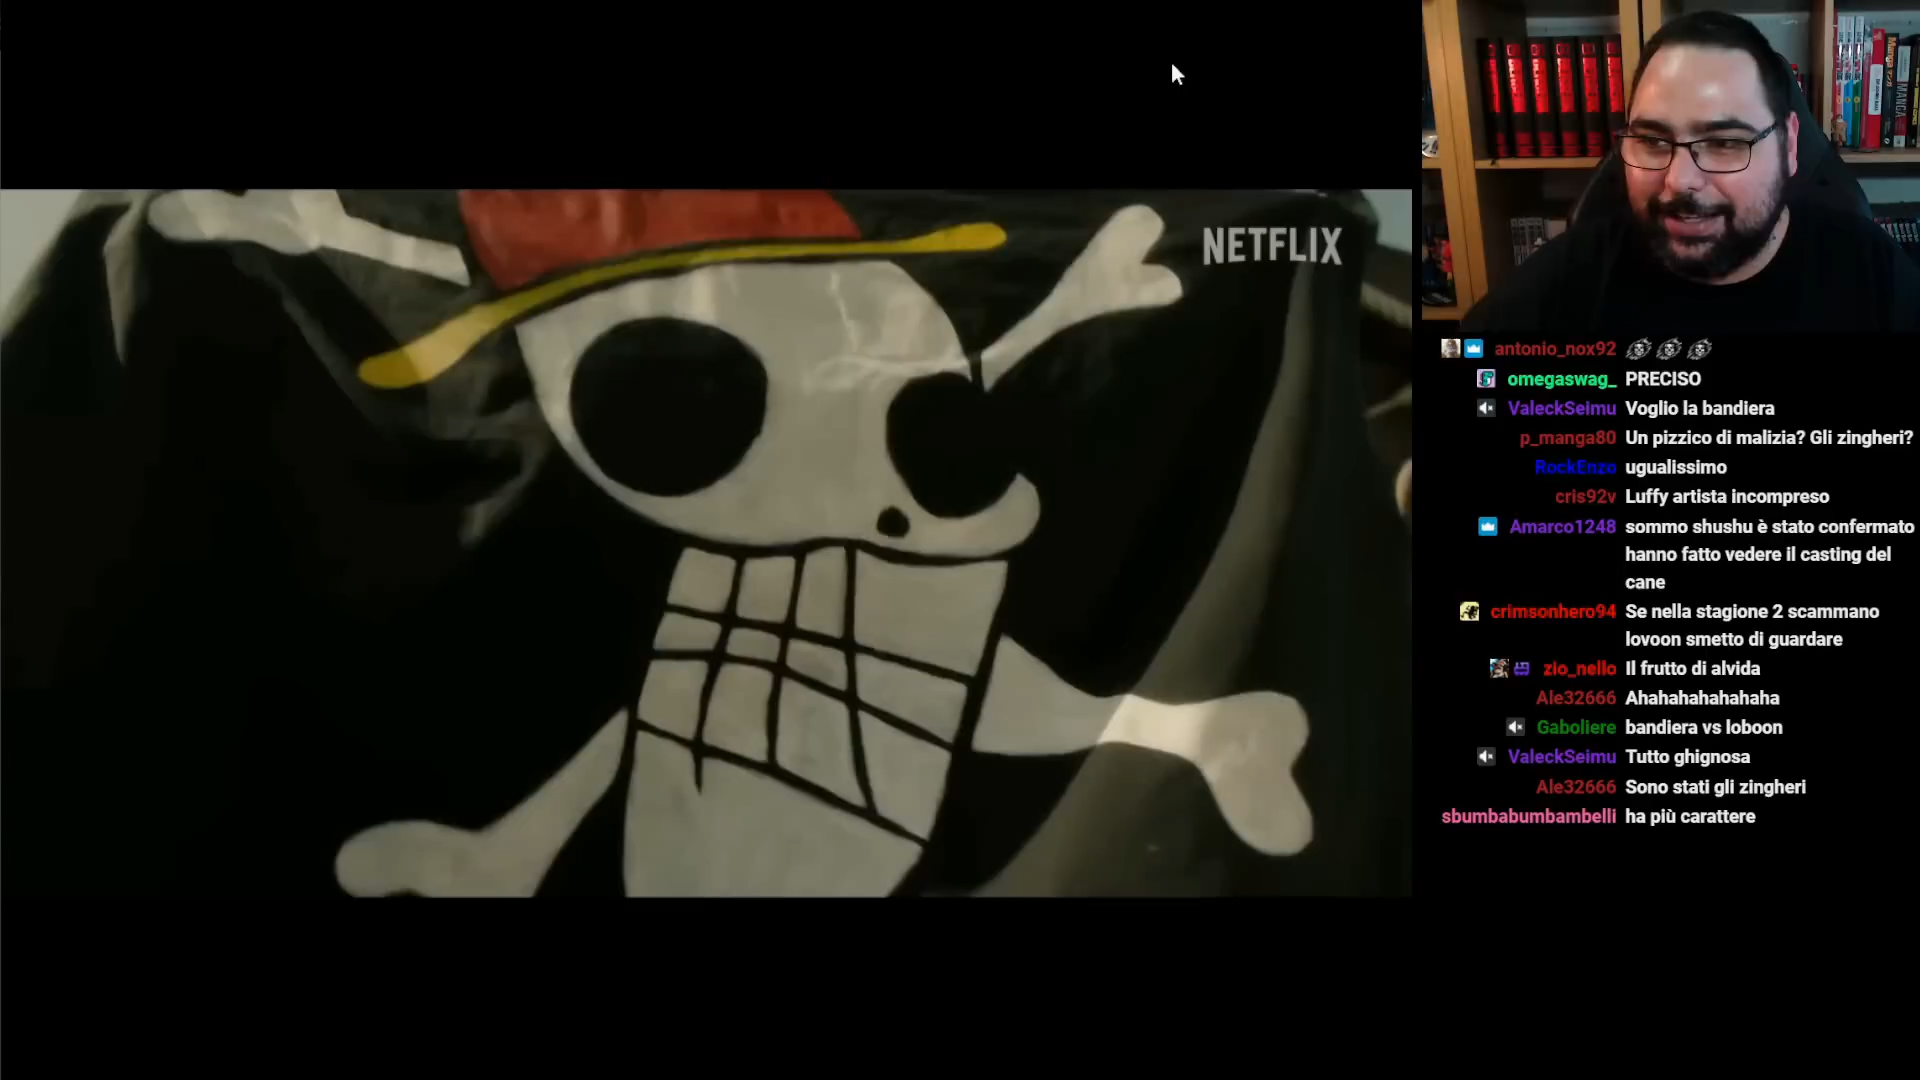 NETFLIX
antonio_nox92
omegaswag_ PRECISO
ValeckSeimu Voglio la bandiera
p_manga80 Un pizzico di malizia? Gli zingheri?
RockEnzo ugualissimo
cris92v Luffy artista incompreso
Amarco1248 sommo shushu è stato confermato
hanno fatto vedere il casting del
cane
crimsonhero94 Se nella stagione 2 scammano
lovoon smetto di guardare
zio_nello Il frutto di alvida
Ale32666 Ahahahahahahaha
Gaboliere bandiera vs loboon
ValeckSeimu Tutto ghignosa
Ale32666 Sono stati gli zingheri
sbumbabumbambelli ha più carattere